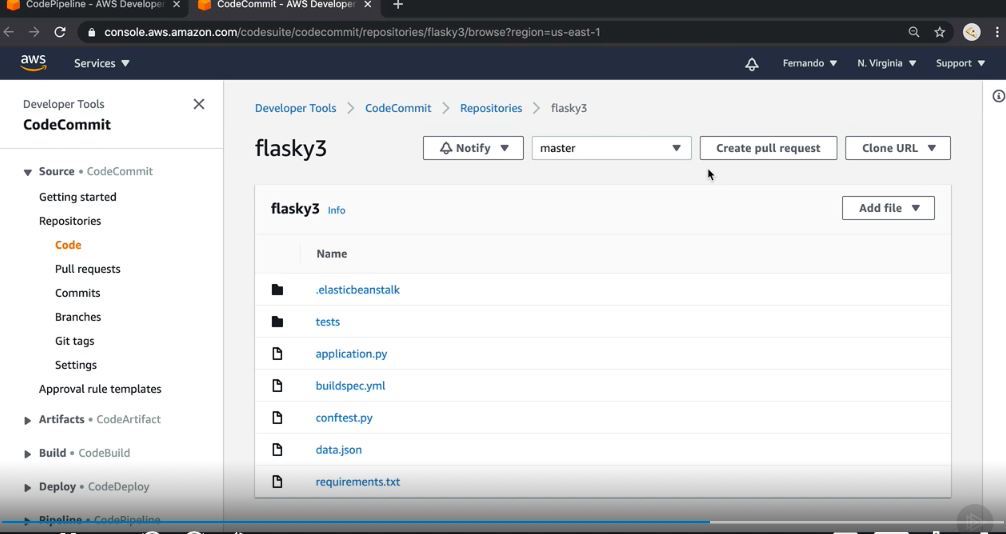 CodePipeline - AWS Developer
CodeCommit - AWS Developer
console.aws.amazon.com/codesuite/codecommit/repositories/flasky3/browse?region=us-east-1
aws
Services
Fernando
N. Virginia
Support
Developer Tools
CodeCommit
Source • CodeCommit
Getting started
Repositories
Code
Pull requests
Commits
Branches
Git tags
Settings
Approval rule templates
Artifacts • CodeArtifact
Build • CodeBuild
Deploy • CodeDeploy
Pipeline • CodePipeline
Developer Tools > CodeCommit > Repositories > flasky3
flasky3
Notify
master
Create pull request
Clone URL
flasky3 Info
Add file
Name
.elasticbeanstalk
tests
application.py
buildspec.yml
conftest.py
data.json
requirements.txt